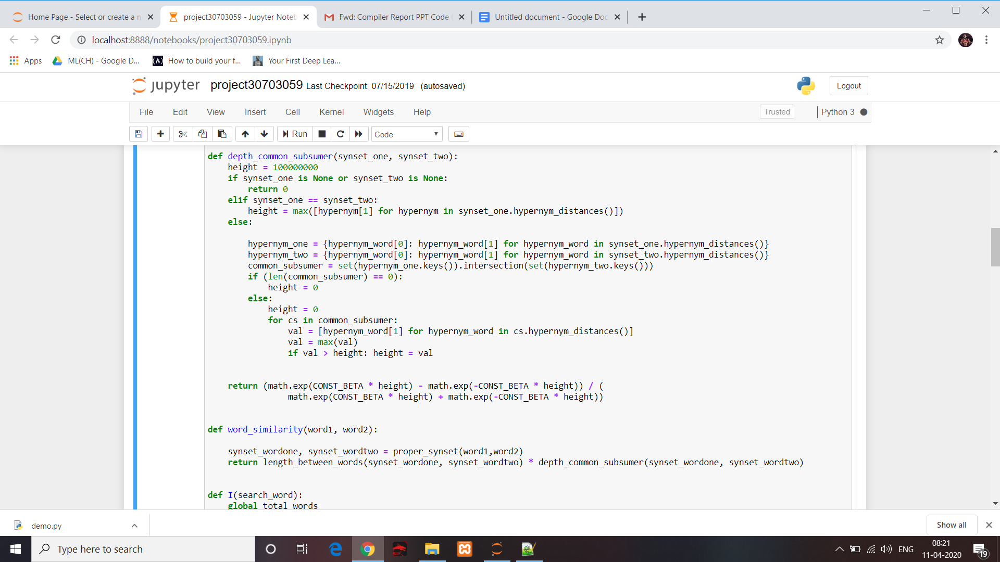 Home Page - Select or create a n
project30703059 - Jupyter Noteb
Fwd: Compiler Report PPT Code (
Untitled document - Google Doc
localhost:8888/notebooks/project30703059.ipynb
Apps
ML(CH) - Google D...
How to build your f...
Your First Deep Lea...
jupyter
project30703059 Last Checkpoint: 07/15/2019 (autosaved)
Logout
File Edit View Insert Cell Kernel Widgets Help
Trusted
Python 3
Run
Code
def depth_common_subsumer(synset_one, synset_two):
    height = 100000000
    if synset_one is None or synset_two is None:
        return 0
    elif synset_one == synset_two:
        height = max([hypernym[1] for hypernym in synset_one.hypernym_distances()])
    else:
        hypernym_one = {hypernym_word[0]: hypernym_word[1] for hypernym_word in synset_one.hypernym_distances()}
        hypernym_two = {hypernym_word[0]: hypernym_word[1] for hypernym_word in synset_two.hypernym_distances()}
        common_subsumer = set(hypernym_one.keys()).intersection(set(hypernym_two.keys()))
        if (len(common_subsumer) == 0):
            height = 0
        else:
            height = 0
            for cs in common_subsumer:
                val = [hypernym_word[1] for hypernym_word in cs.hypernym_distances()]
                val = max(val)
                if val > height: height = val
    return (math.exp(CONST_BETA * height) - math.exp(-CONST_BETA * height)) / (
                math.exp(CONST_BETA * height) + math.exp(-CONST_BETA * height))
def word_similarity(word1, word2):
    synset_wordone, synset_wordtwo = proper_synset(word1,word2)
    return length_between_words(synset_wordone, synset_wordtwo) * depth_common_subsumer(synset_wordone, synset_wordtwo)
def I(search_word):
    global total_words
demo.py
Show all
Type here to search
ENG
08:21
11-04-2020
19